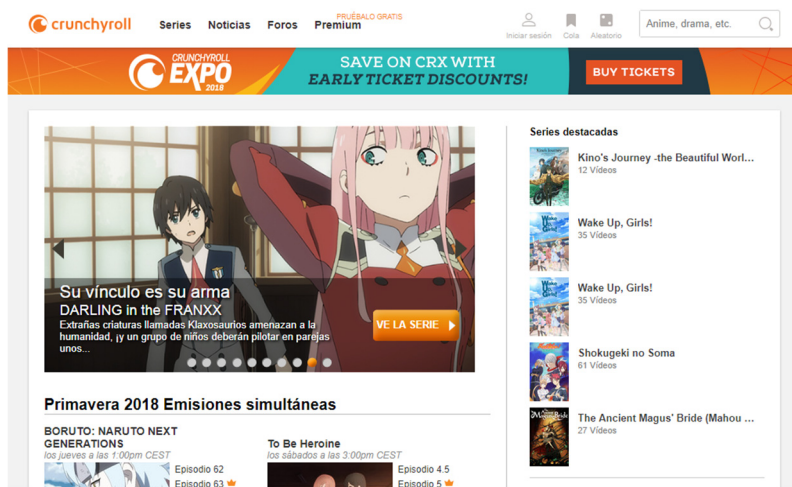 crunchyroll
Series
Noticias
Foros
Premium
PRUÉBALO GRATIS
Iniciar sesión
Cola
Aleatorio
Anime, drama, etc.
CRUNCHYROLL
EXPO
2018
SAVE ON CRX WITH
EARLY TICKET DISCOUNTS!
BUY TICKETS
Su vínculo es su arma
DARLING in the FRANXX
Extrañas criaturas llamadas Klaxosaurios amenazan a la
humanidad, ¡y un grupo de niños deberán pilotar en parejas
unos...
VE LA SERIE
Primavera 2018 Emisiones simultáneas
BORUTO: NARUTO NEXT
GENERATIONS
los jueves a las 1:00pm CEST
Episodio 62
Episodio 63
To Be Heroine
los sábados a las 3:00pm CEST
Episodio 4.5
Episodio 5
Series destacadas
Kino's Journey -the Beautiful Worl...
12 Vídeos
Wake Up, Girls!
35 Vídeos
Wake Up, Girls!
35 Vídeos
Shokugeki no Soma
61 Vídeos
The Ancient Magus' Bride (Mahou ...
27 Vídeos